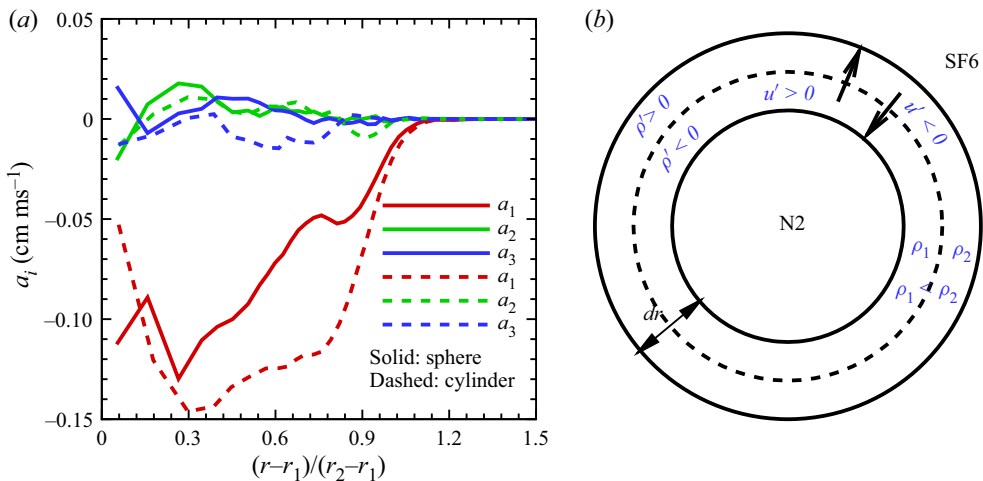 (a)
0.05
0
−0.05
−0.10
−0.15
a_i (cm ms⁻¹)
a₁
a₂
a₃
a₁
a₂
a₃
Solid: sphere
Dashed: cylinder
0
0.3
0.6
0.9
1.2
1.5
(r–r₁)/(r₂–r₁)
(b)
SF6
ρ′> 0
ρ′ < 0
u′ > 0
u′ < 0
N2
ρ₁
ρ₂
ρ₁ < ρ₂
dr